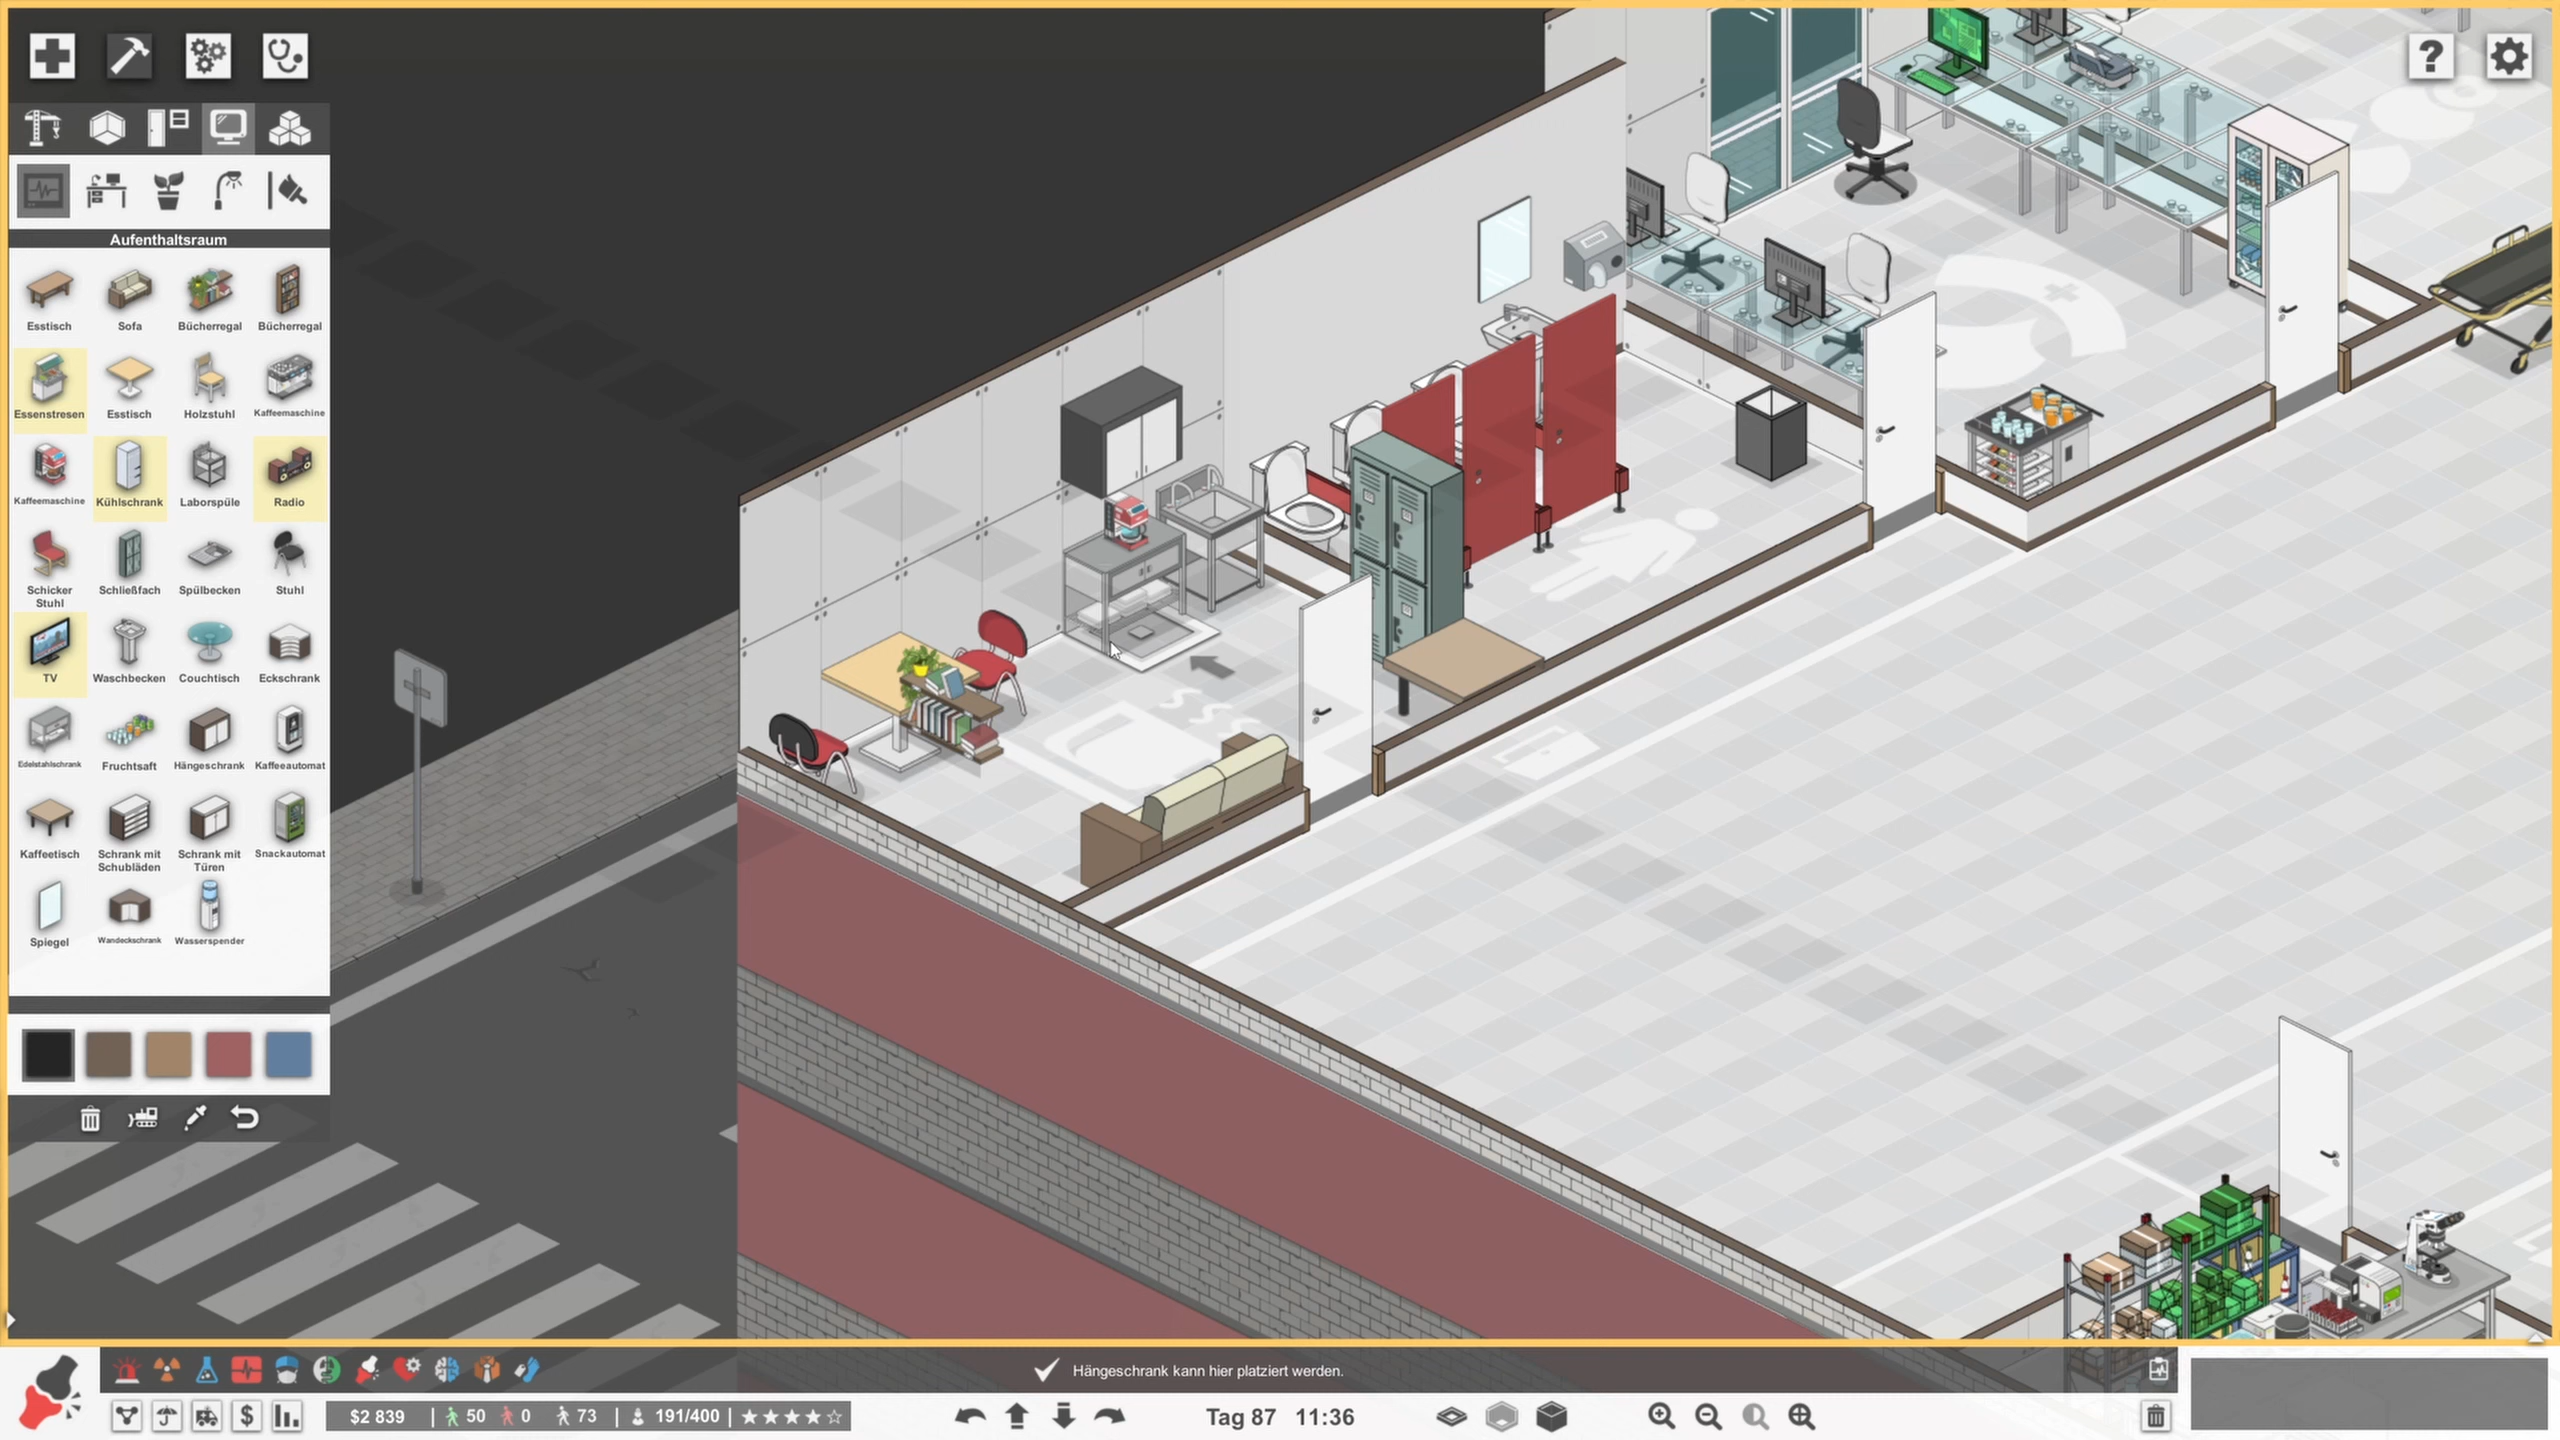 Aufenthaltsraum
Esstisch
Sofa
Bücherregal
Bücherregal
Essenstresen
Esstisch
Holzstuhl
Kaffeemaschine
Kaffeemaschine
Kühlschrank
Laborspüle
Radio
Schicker
Stuhl
Schließfach
Spülbecken
Stuhl
TV
Waschbecken
Couchtisch
Eckschrank
Edelstahlschrank
Fruchtsaft
Hängeschrank
Kaffeeautomat
Kaffeetisch
Schrank mit
Schubläden
Schrank mit
Türen
Snackautomat
Spiegel
Wandeckschrank
Wasserspender
?
Hängeschrank kann hier platziert werden.
$
$2 839 | 50 0 73 | 191/400 |
Tag 87 11:36